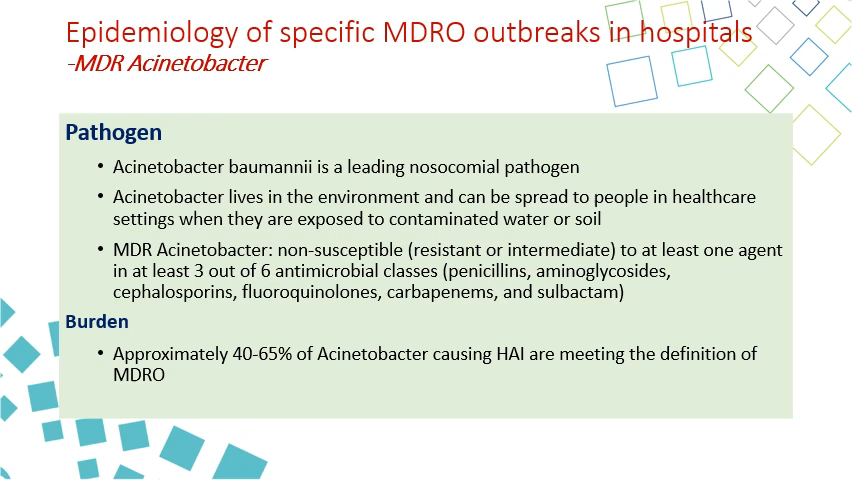 Epidemiology of specific MDRO outbreaks in hospitals
-MDR Acinetobacter
Pathogen
• Acinetobacter baumannii is a leading nosocomial pathogen
• Acinetobacter lives in the environment and can be spread to people in healthcare
settings when they are exposed to contaminated water or soil
• MDR Acinetobacter: non-susceptible (resistant or intermediate) to at least one agent
in at least 3 out of 6 antimicrobial classes (penicillins, aminoglycosides,
cephalosporins, fluoroquinolones, carbapenems, and sulbactam)
Burden
• Approximately 40-65% of Acinetobacter causing HAI are meeting the definition of
MDRO